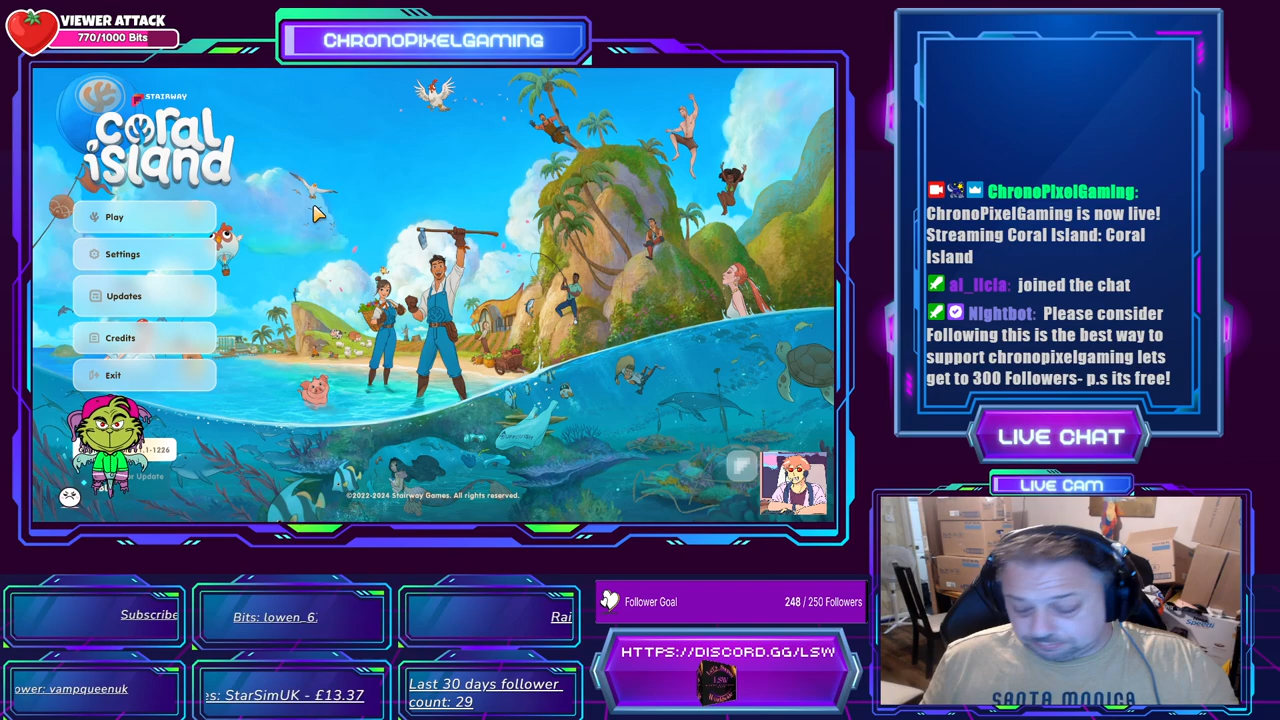 VIEWER ATTACK
770/1000 Bits
CHRONOPIXELGAMING
STAIRWAY
coral
island
Play
Settings
Updates
Credits
Exit
1-1226
Update
©2022-2024 Stairway Games. All rights reserved.
ChronoPixelGaming:
ChronoPixelGaming is now live!
Streaming Coral Island: Coral
Island
ai_licia: joined the chat
Nightbot: Please consider
Following this is the best way to
support chronopixelgaming lets
get to 300 Followers- p.s its free!
LIVE CHAT
LIVE CAM
Subscribe
Bits: lowen_6
Rai
Follower Goal
248 / 250 Followers
HTTPS://DISCORD.GG/LSW
ower: vampqueenuk
es: StarSimUK - £13.37
Last 30 days follower
count: 29
SANTA MONICA